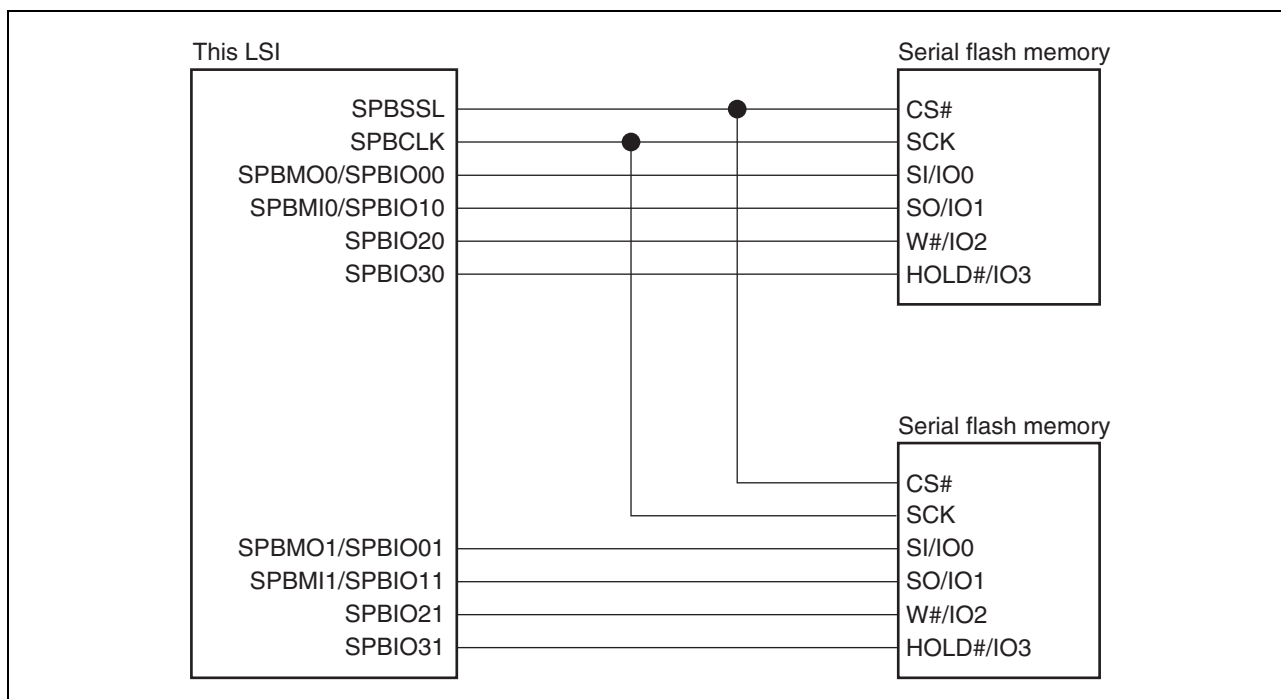 This LSI
SPBSSL
SPBCLK
SPBMO0/SPBIO00
SPBMI0/SPBIO10
SPBIO20
SPBIO30
SPBMO1/SPBIO01
SPBMI1/SPBIO11
SPBIO21
SPBIO31
Serial flash memory
CS#
SCK
SI/IO0
SO/IO1
W#/IO2
HOLD#/IO3
Serial flash memory
CS#
SCK
SI/IO0
SO/IO1
W#/IO2
HOLD#/IO3